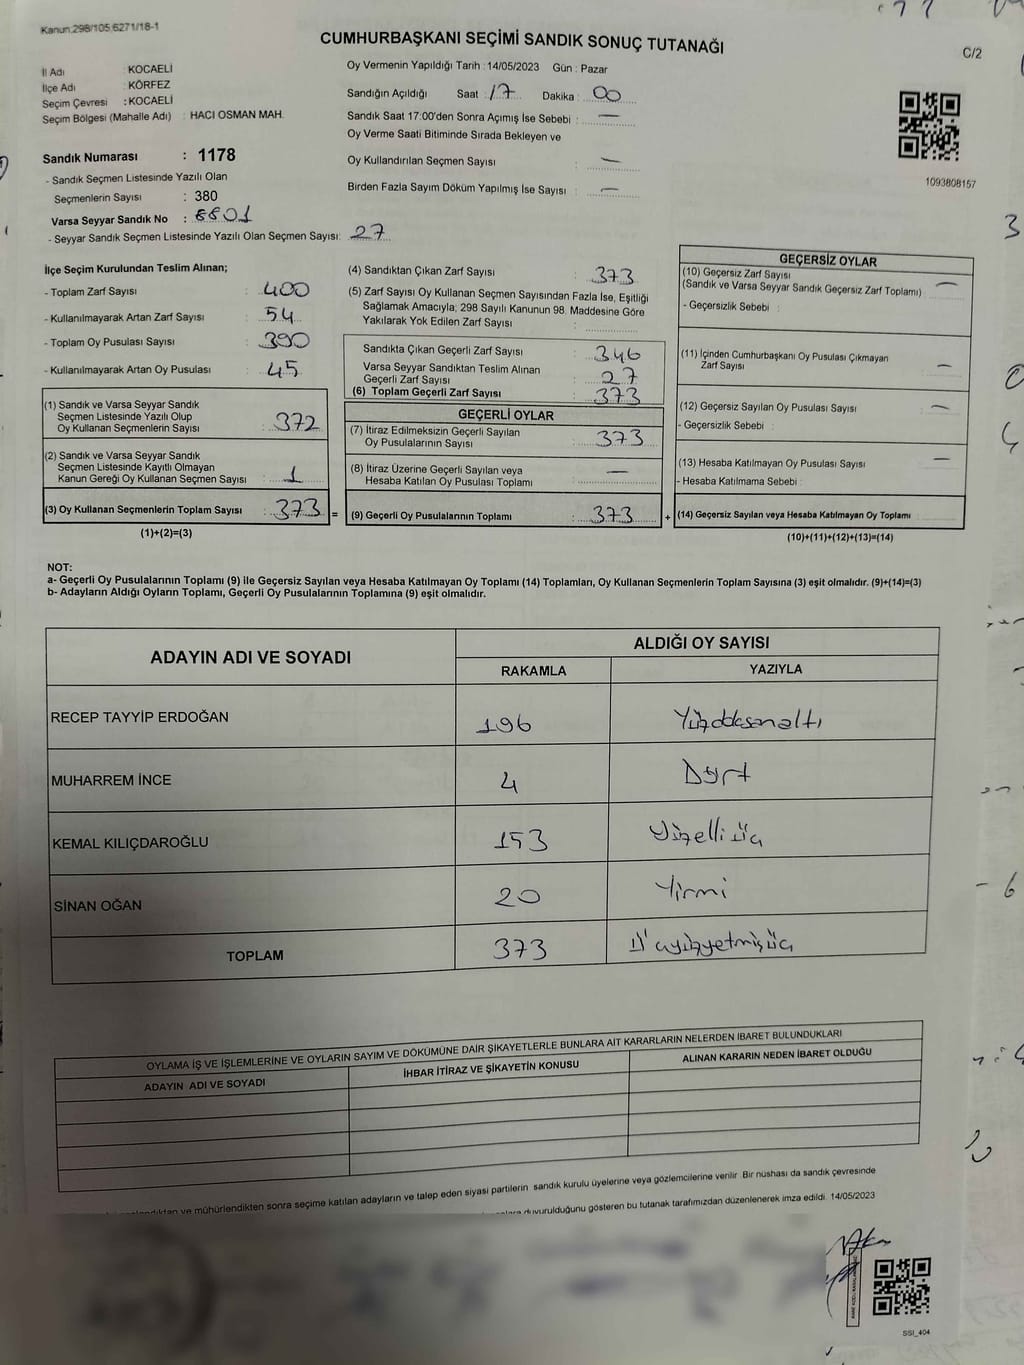 Kanun:298/105,6271/18-1
CUMHURBAŞKANI SEÇİMİ SANDIK SONUÇ TUTANAĞI
C/2
İl Adı : KOCAELİ
İlçe Adı : KÖRFEZ
Seçim Çevresi : KOCAELİ
Seçim Bölgesi (Mahalle Adı) : HACI OSMAN MAH.
Sandık Numarası : 1178
- Sandık Seçmen Listesinde Yazılı Olan
Seçmenlerin Sayısı : 380
Varsa Seyyar Sandık No : 8801
- Seyyar Sandık Seçmen Listesinde Yazılı Olan Seçmen Sayısı: 27
Oy Vermenin Yapıldığı Tarih : 14/05/2023 Gün : Pazar
Sandığın Açıldığı Saat : 17 Dakika : 00
Sandık Saat 17:00'den Sonra Açımış İse Sebebi : —
Oy Verme Saati Bitiminde Sırada Bekleyen ve
Oy Kullandırılan Seçmen Sayısı : —
Birden Fazla Sayım Döküm Yapılmış İse Sayısı : —
1093808157
İlçe Seçim Kurulundan Teslim Alınan;
- Toplam Zarf Sayısı : 400
- Kullanılmayarak Artan Zarf Sayısı : 54
- Toplam Oy Pusulası Sayısı : 390
- Kullanılmayarak Artan Oy Pusulası : 45
(1) Sandık ve Varsa Seyyar Sandık
Seçmen Listesinde Yazılı Olup
Oy Kullanan Seçmenlerin Sayısı : 372
(2) Sandık ve Varsa Seyyar Sandık
Seçmen Listesinde Kayıtlı Olmayan
Kanun Gereği Oy Kullanan Seçmen Sayısı : 1
(3) Oy Kullanan Seçmenlerin Toplam Sayısı : 373 =
(1)+(2)=(3)
(4) Sandıktan Çıkan Zarf Sayısı : 373
(5) Zarf Sayısı Oy Kullanan Seçmen Sayısından Fazla İse, Eşitliği
Sağlamak Amacıyla; 298 Sayılı Kanunun 98. Maddesine Göre
Yakılarak Yok Edilen Zarf Sayısı :
Sandıkta Çıkan Geçerli Zarf Sayısı : 346
Varsa Seyyar Sandıktan Teslim Alınan
Geçerli Zarf Sayısı : 27
(6) Toplam Geçerli Zarf Sayısı : 373
GEÇERLİ OYLAR
(7) İtiraz Edilmeksizin Geçerli Sayılan
Oy Pusulalarının Sayısı : 373
(8) İtiraz Üzerine Geçerli Sayılan veya
Hesaba Katılan Oy Pusulası Toplamı : —
(9) Geçerli Oy Pusulalarının Toplamı : 373 +
GEÇERSİZ OYLAR
(10) Geçersiz Zarf Sayısı
(Sandık ve Varsa Seyyar Sandık Geçersiz Zarf Toplamı) : —
- Geçersizlik Sebebi :
(11) İçinden Cumhurbaşkanı Oy Pusulası Çıkmayan
Zarf Sayısı : —
(12) Geçersiz Sayılan Oy Pusulası Sayısı : —
- Geçersizlik Sebebi :
(13) Hesaba Katılmayan Oy Pusulası Sayısı : —
- Hesaba Katılmama Sebebi :
(14) Geçersiz Sayılan veya Hesaba Katılmayan Oy Toplamı :
(10)+(11)+(12)+(13)=(14)
NOT:
a- Geçerli Oy Pusulalarının Toplamı (9) ile Geçersiz Sayılan veya Hesaba Katılmayan Oy Toplamı (14) Toplamları, Oy Kullanan Seçmenlerin Toplam Sayısına (3) eşit olmalıdır. (9)+(14)=(3)
b- Adayların Aldığı Oyların Toplamı, Geçerli Oy Pusulalarının Toplamına (9) eşit olmalıdır.
ADAYIN ADI VE SOYADI
ALDIĞI OY SAYISI
RAKAMLA YAZIYLA
RECEP TAYYİP ERDOĞAN 196 Yüzdoksanaltı
MUHARREM İNCE 4 Dört
KEMAL KILIÇDAROĞLU 153 Yüzelliüç
SİNAN OĞAN 20 Yirmi
TOPLAM 373 Üçyüzyetmişüç
OYLAMA İŞ VE İŞLEMLERİNE VE OYLARIN SAYIM VE DÖKÜMÜNE DAİR ŞİKAYETLERLE BUNLARA AİT KARARLARIN NELERDEN İBARET BULUNDUKLARI
ADAYIN ADI VE SOYADI İHBAR İTİRAZ VE ŞİKAYETİN KONUSU ALINAN KARARIN NEDEN İBARET OLDUĞU
ve mühürlendikten sonra seçime katılan adayların ve talep eden siyasi partilerin sandık kurulu üyelerine veya gözlemcilerine verilir. Bir nüshası da sandık çevresinde
duyurulduğunu gösteren bu tutanak tarafımızdan düzenlenerek imza edildi. 14/05/2023
SSI_404